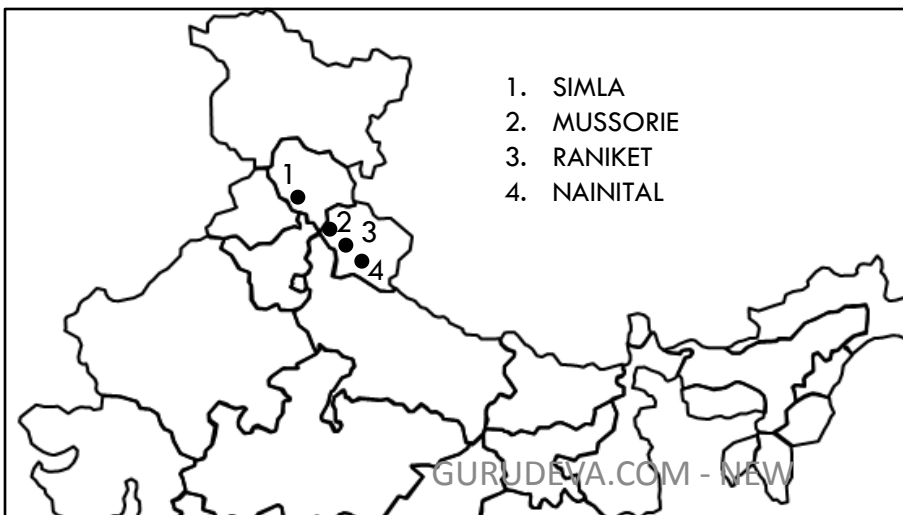 1. SIMLA
2. MUSSORIE
3. RANIKET
4. NAINITAL
1
2
3
4
GURUDEVA.COM - NEW